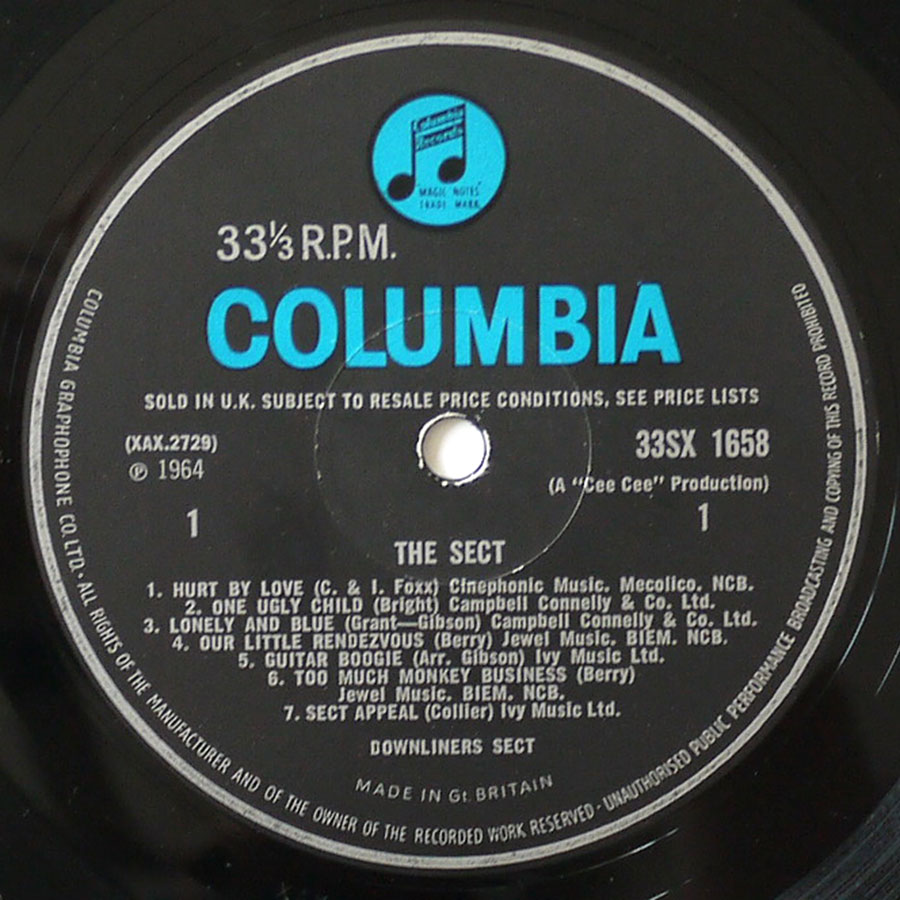 Columbia
Records
"MAGIC NOTES"
TRADE MARK
33⅓ R.P.M.
COLUMBIA
SOLD IN U.K. SUBJECT TO RESALE PRICE CONDITIONS, SEE PRICE LISTS
(XAX.2729) 33SX 1658
℗ 1964 (A "Cee Cee" Production)
1 1
THE SECT
1. HURT BY LOVE (C. & I. Foxx) Cinephonic Music. Mecolico. NCB.
2. ONE UGLY CHILD (Bright) Campbell Connelly & Co. Ltd.
3. LONELY AND BLUE (Grant—Gibson) Campbell Connelly & Co. Ltd.
4. OUR LITTLE RENDEZVOUS (Berry) Jewel Music. BIEM. NCB.
5. GUITAR BOOGIE (Arr. Gibson) Ivy Music Ltd.
6. TOO MUCH MONKEY BUSINESS (Berry)
Jewel Music. BIEM. NCB.
7. SECT APPEAL (Collier) Ivy Music Ltd.
DOWNLINERS SECT
MADE IN Gt. BRITAIN
COLUMBIA GRAPHOPHONE CO. LTD. · ALL RIGHTS OF THE MANUFACTURER AND OF THE OWNER OF THE RECORDED WORK RESERVED · UNAUTHORISED PUBLIC PERFORMANCE BROADCASTING AND COPYING OF THIS RECORD PROHIBITED